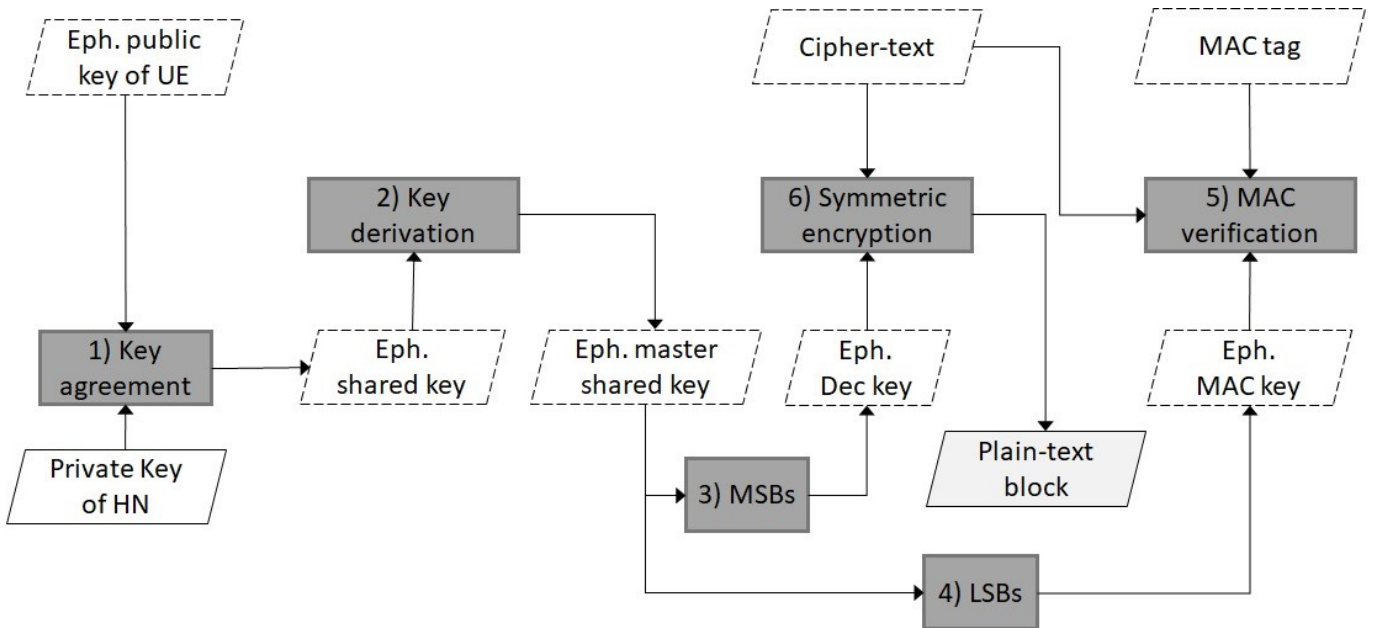 Eph. public
key of UE
Cipher-text
MAC tag
2) Key
derivation
6) Symmetric
encryption
5) MAC
verification
1) Key
agreement
Eph.
shared key
Eph. master
shared key
Eph.
Dec key
Eph.
MAC key
Private Key
of HN
Plain-text
block
3) MSBs
4) LSBs